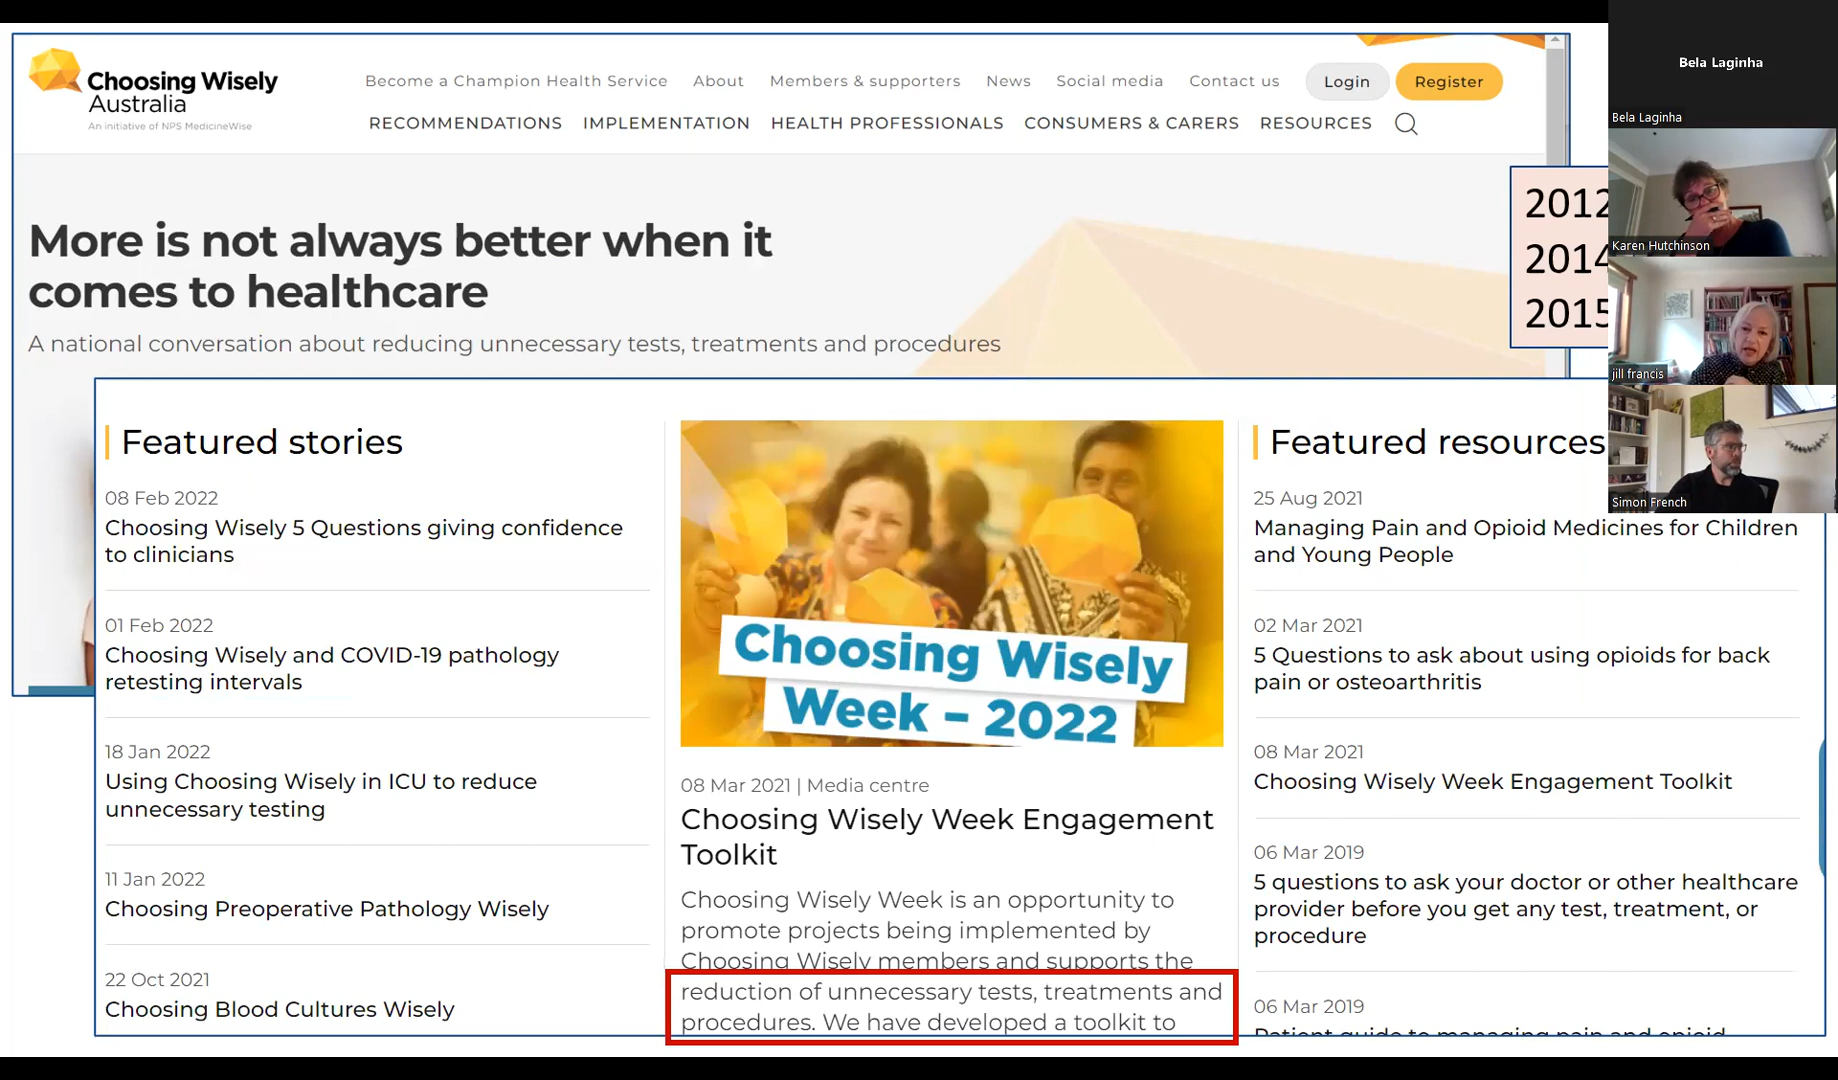 Choosing Wisely
Australia
An initiative of NPS MedicineWise
Become a Champion Health Service About Members & supporters News Social media Contact us Login Register
RECOMMENDATIONS IMPLEMENTATION HEALTH PROFESSIONALS CONSUMERS & CARERS RESOURCES
More is not always better when it
comes to healthcare
A national conversation about reducing unnecessary tests, treatments and procedures
2012
2014
2015
Bela Laginha
Bela Laginha
Karen Hutchinson
jill francis
Simon French
Featured stories
08 Feb 2022
Choosing Wisely 5 Questions giving confidence
to clinicians
01 Feb 2022
Choosing Wisely and COVID-19 pathology
retesting intervals
18 Jan 2022
Using Choosing Wisely in ICU to reduce
unnecessary testing
11 Jan 2022
Choosing Preoperative Pathology Wisely
22 Oct 2021
Choosing Blood Cultures Wisely
Choosing Wisely
Week – 2022
08 Mar 2021 | Media centre
Choosing Wisely Week Engagement
Toolkit
Choosing Wisely Week is an opportunity to
promote projects being implemented by
Choosing Wisely members and supports the
reduction of unnecessary tests, treatments and
procedures. We have developed a toolkit to
Featured resources
25 Aug 2021
Managing Pain and Opioid Medicines for Children
and Young People
02 Mar 2021
5 Questions to ask about using opioids for back
pain or osteoarthritis
08 Mar 2021
Choosing Wisely Week Engagement Toolkit
06 Mar 2019
5 questions to ask your doctor or other healthcare
provider before you get any test, treatment, or
procedure
06 Mar 2019
Patient guide to managing pain and opioid